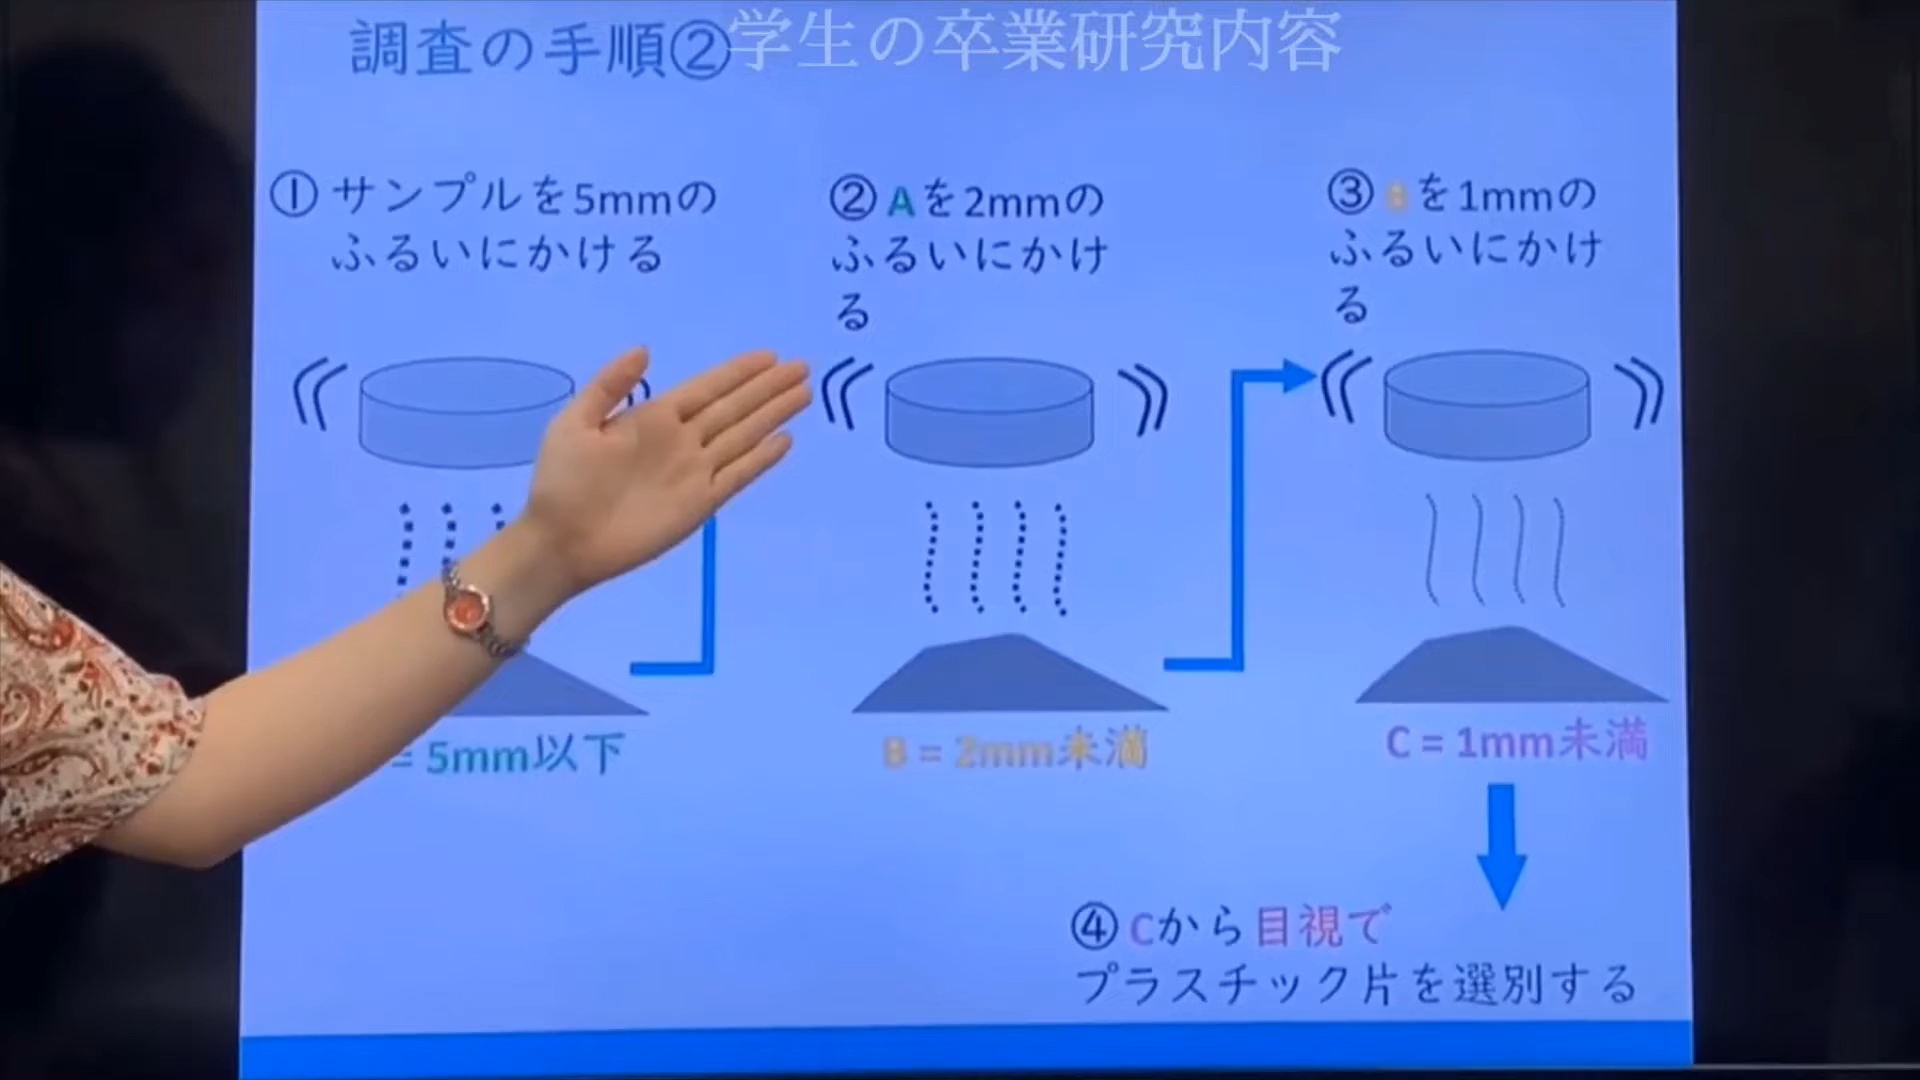 調査の手順②
学生の卒業研究内容
① サンプルを5mmの
ふるいにかける
② Aを2mmの
ふるいにかけ
る
③ Bを1mmの
ふるいにかけ
る
= 5mm以下
B = 2mm未満
C = 1mm未満
④ Cから目視で
プラスチック片を選別する